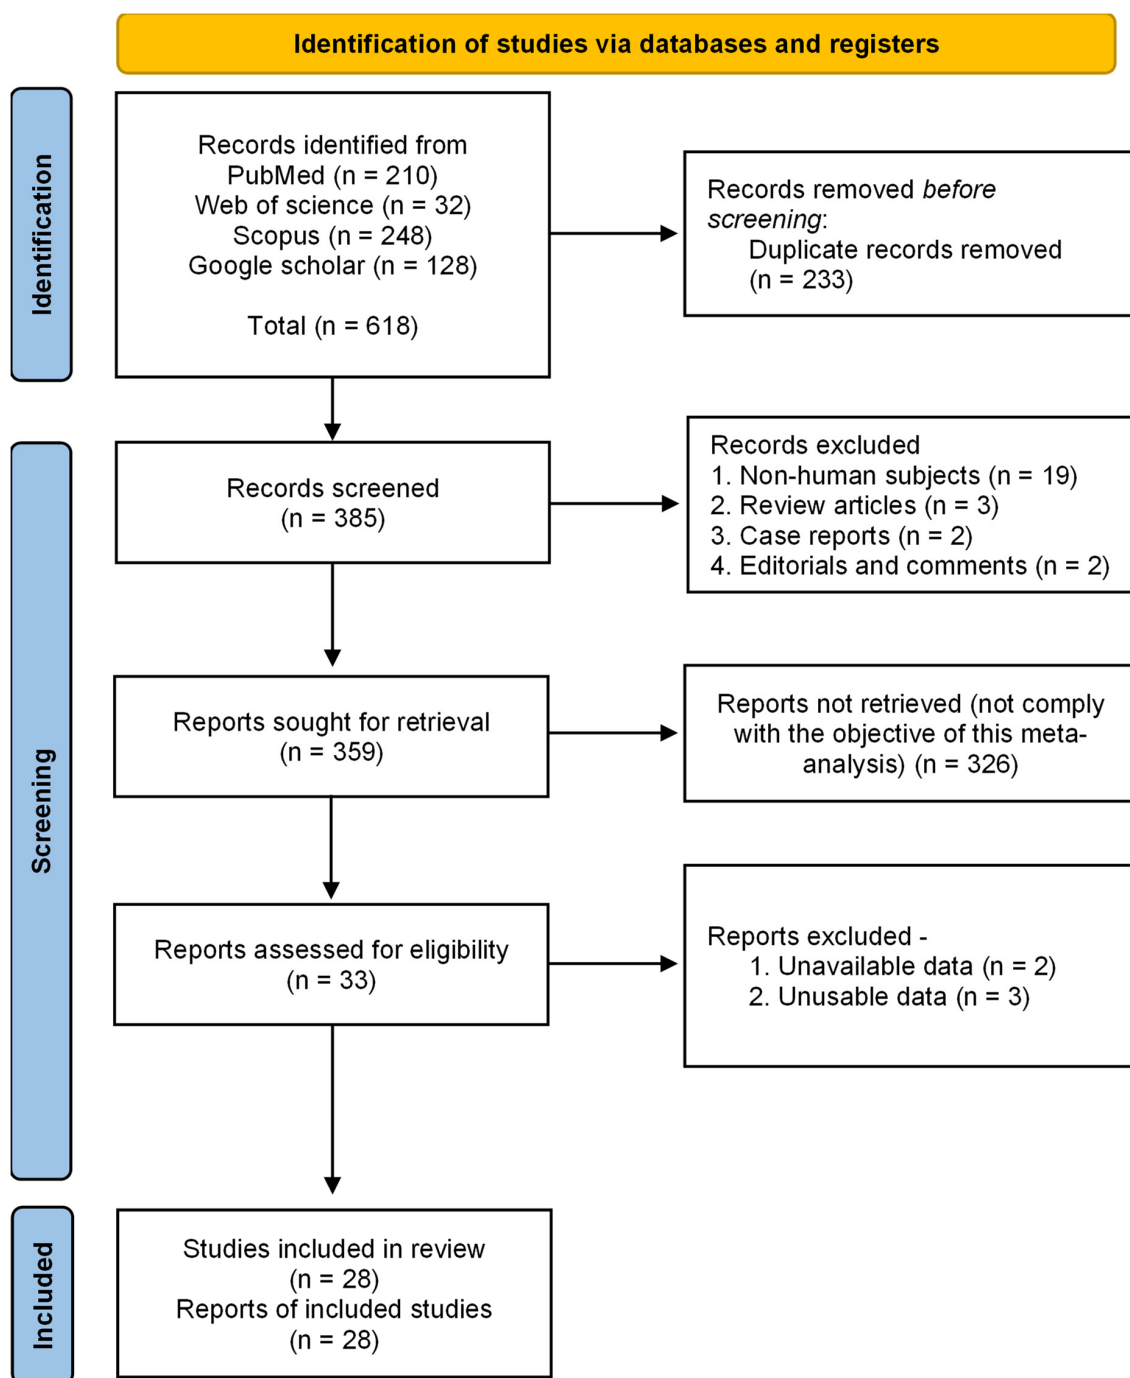 Identification of studies via databases and registers
Identification
Records identified from
PubMed (n = 210)
Web of science (n = 32)
Scopus (n = 248)
Google scholar (n = 128)
Total (n = 618)
Records removed before
screening:
Duplicate records removed
(n = 233)
Screening
Records screened
(n = 385)
Records excluded
1. Non-human subjects (n = 19)
2. Review articles (n = 3)
3. Case reports (n = 2)
4. Editorials and comments (n = 2)
Reports sought for retrieval
(n = 359)
Reports not retrieved (not comply
with the objective of this meta-
analysis) (n = 326)
Reports assessed for eligibility
(n = 33)
Reports excluded -
1. Unavailable data (n = 2)
2. Unusable data (n = 3)
Included
Studies included in review
(n = 28)
Reports of included studies
(n = 28)